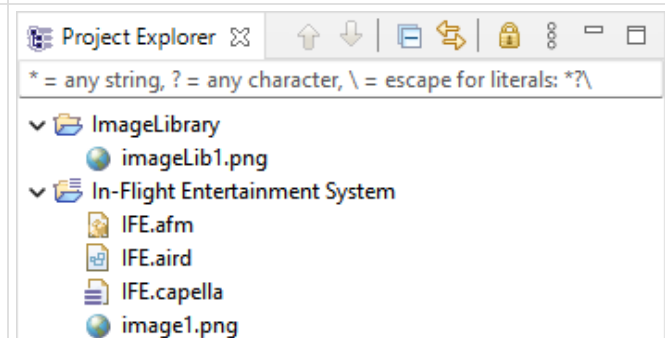 Project Explorer
* = any string, ? = any character, \ = escape for literals: *?\
ImageLibrary
imageLib1.png
In-Flight Entertainment System
IFE.afm
IFE.aird
IFE.capella
image1.png